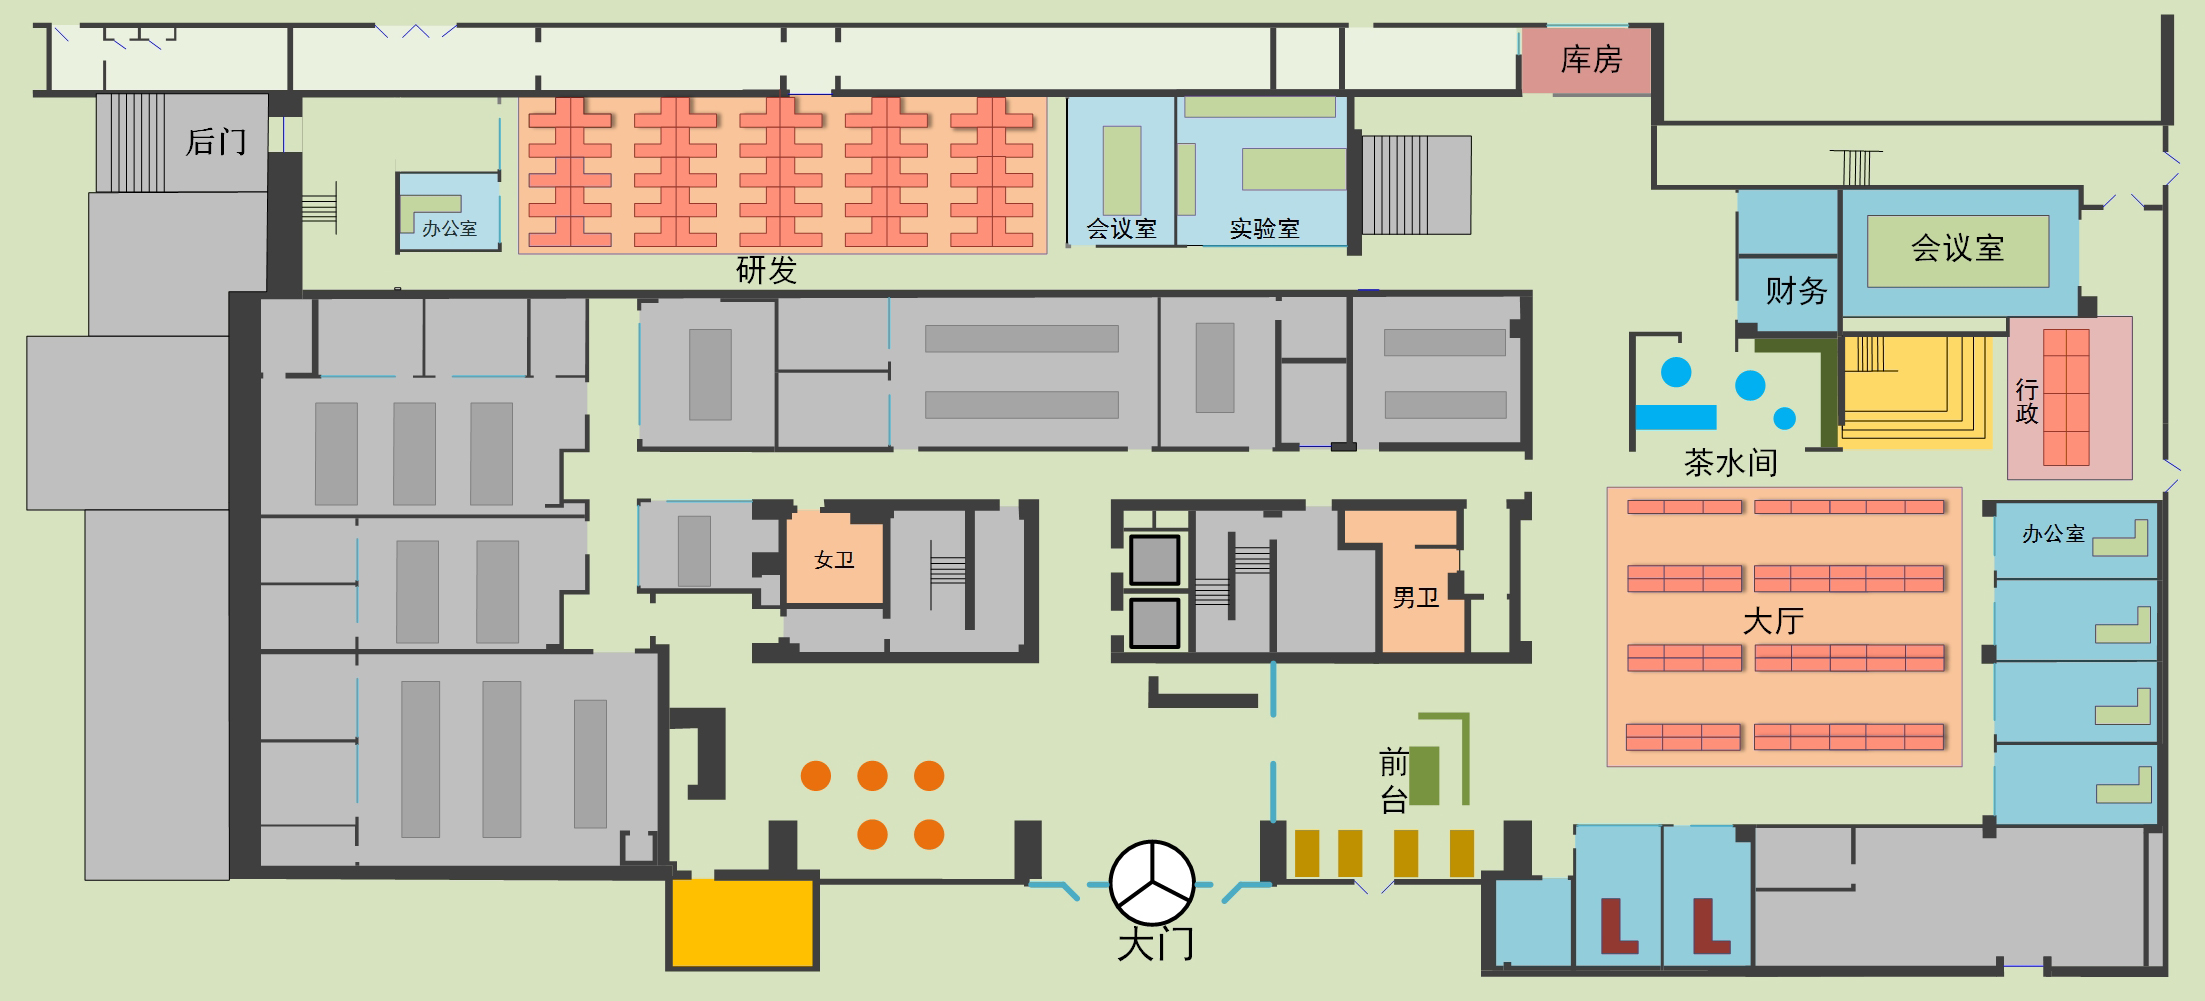 库房
后门
办公室
会议室
实验室
研发
会议室
财务
行
政
茶水间
办公室
女卫
男卫
大厅
前
台
大门